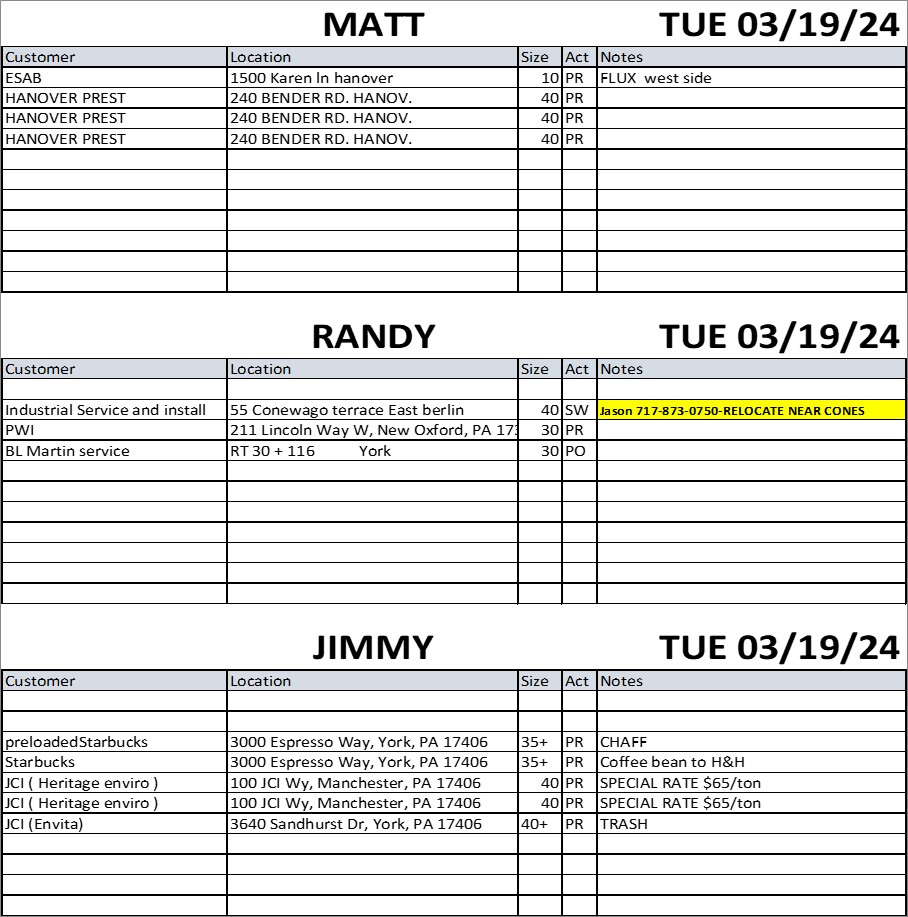 MATT TUE 03/19/24
Customer Location Size Act Notes
ESAB 1500 Karen ln hanover 10 PR FLUX west side
HANOVER PREST 240 BENDER RD. HANOV. 40 PR
HANOVER PREST 240 BENDER RD. HANOV. 40 PR
HANOVER PREST 240 BENDER RD. HANOV. 40 PR
RANDY TUE 03/19/24
Customer Location Size Act Notes
Industrial Service and install 55 Conewago terrace East berlin 40 SW Jason 717-873-0750-RELOCATE NEAR CONES
PWI 211 Lincoln Way W, New Oxford, PA 173 30 PR
BL Martin service RT 30 + 116 York 30 PO
JIMMY TUE 03/19/24
Customer Location Size Act Notes
preloadedStarbucks 3000 Espresso Way, York, PA 17406 35+ PR CHAFF
Starbucks 3000 Espresso Way, York, PA 17406 35+ PR Coffee bean to H&H
JCI ( Heritage enviro ) 100 JCI Wy, Manchester, PA 17406 40 PR SPECIAL RATE $65/ton
JCI ( Heritage enviro ) 100 JCI Wy, Manchester, PA 17406 40 PR SPECIAL RATE $65/ton
JCI (Envita) 3640 Sandhurst Dr, York, PA 17406 40+ PR TRASH